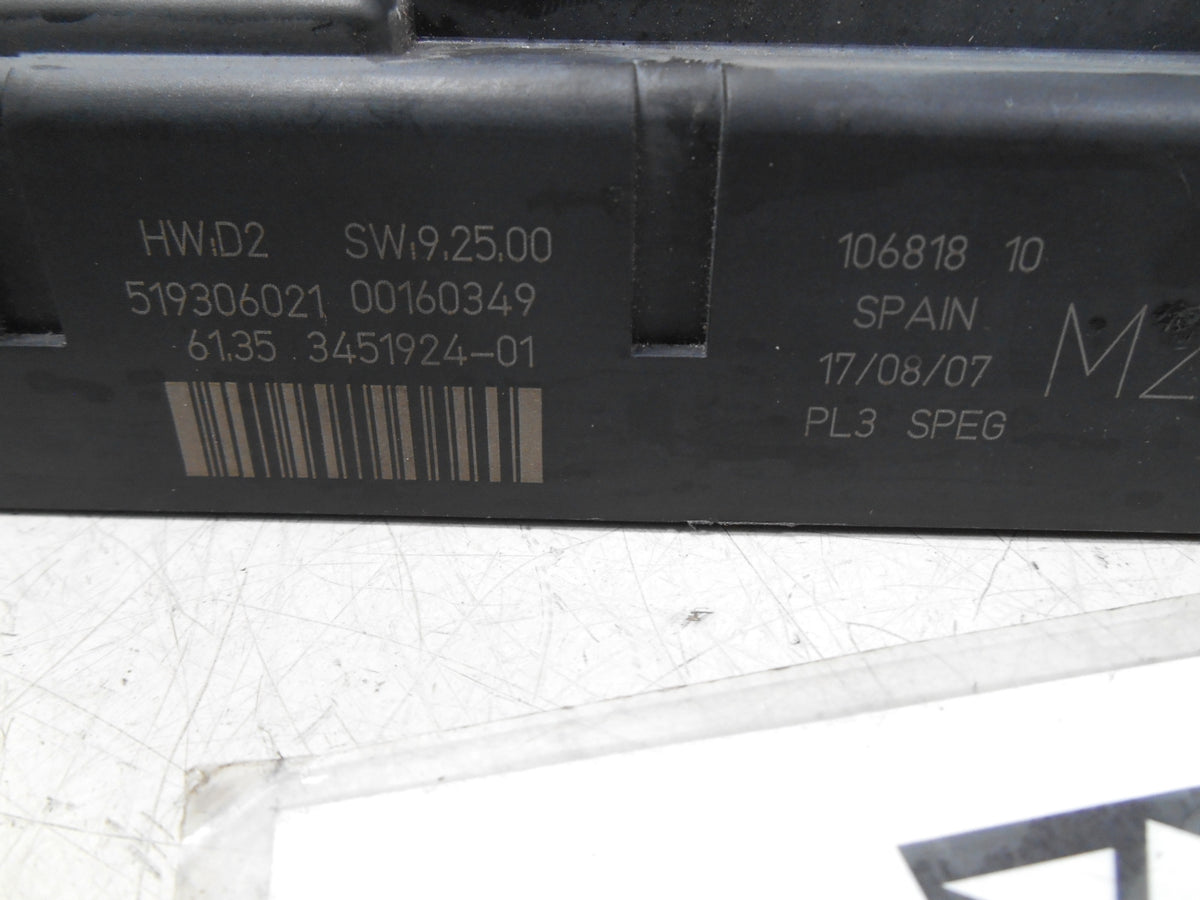 HW:D2 SW:9.25.00
519306021 00160349
61.35 3451924-01
106818 10
SPAIN
17/08/07
PL3 SPEG